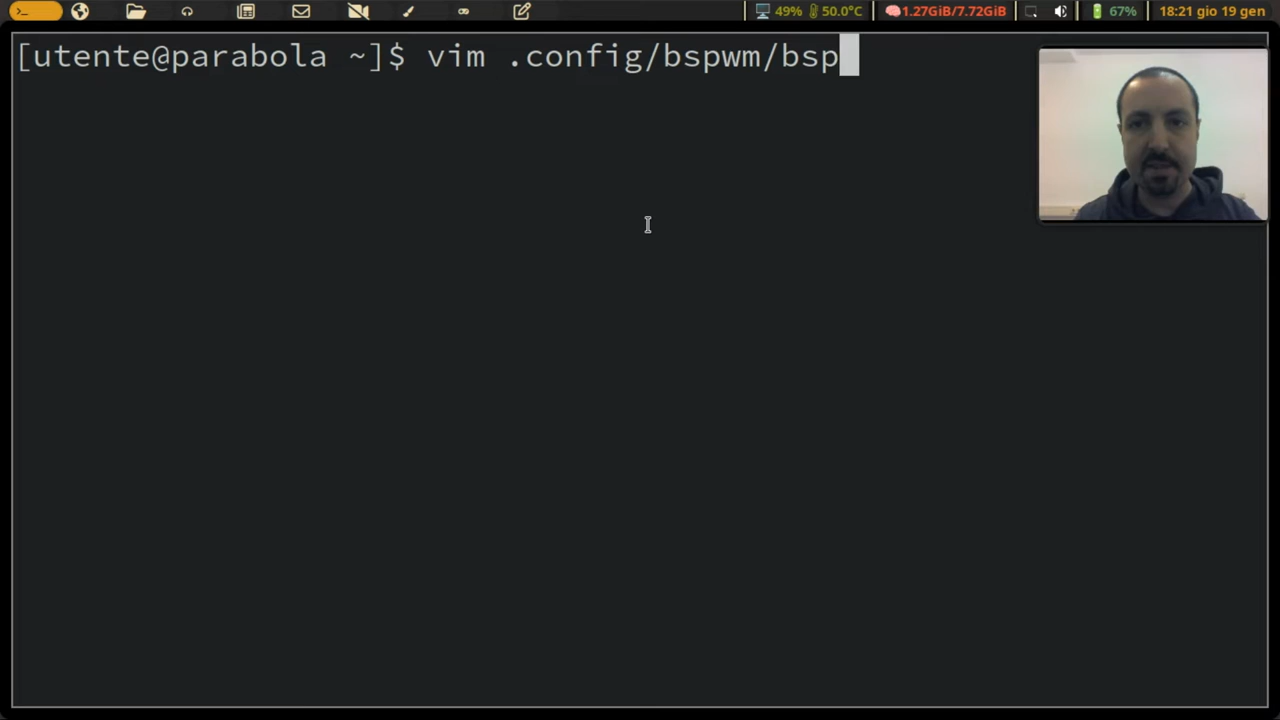 49% 50.0°C 1.27GiB/7.72GiB 67% 18:21 gio 19 gen
[utente@parabola ~]$ vim .config/bspwm/bsp